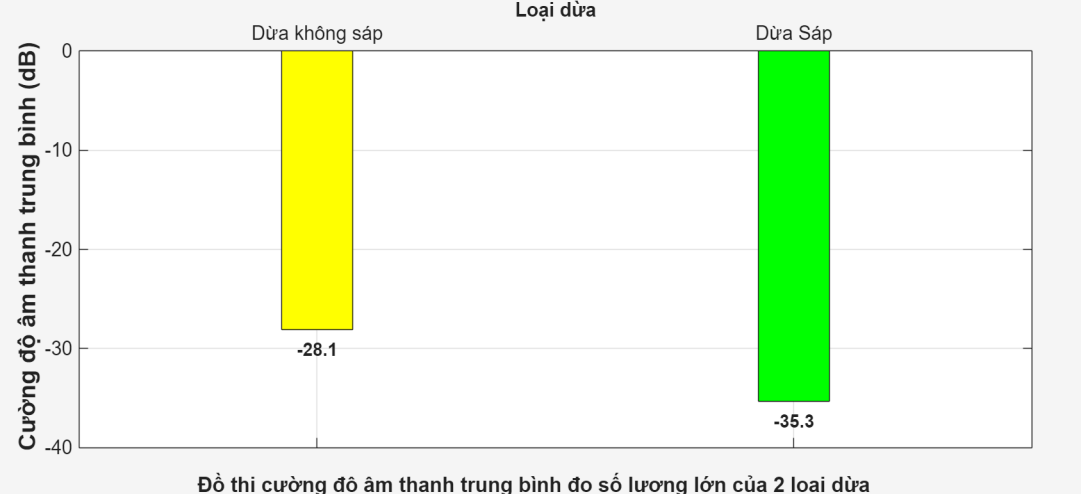 Loại dừa
Dừa không sáp
Dừa Sáp
Cường độ âm thanh trung bình (dB)
0
-10
-20
-30
-40
-28.1
-35.3
Đồ thị cường độ âm thanh trung bình đo số lượng lớn của 2 loại dừa